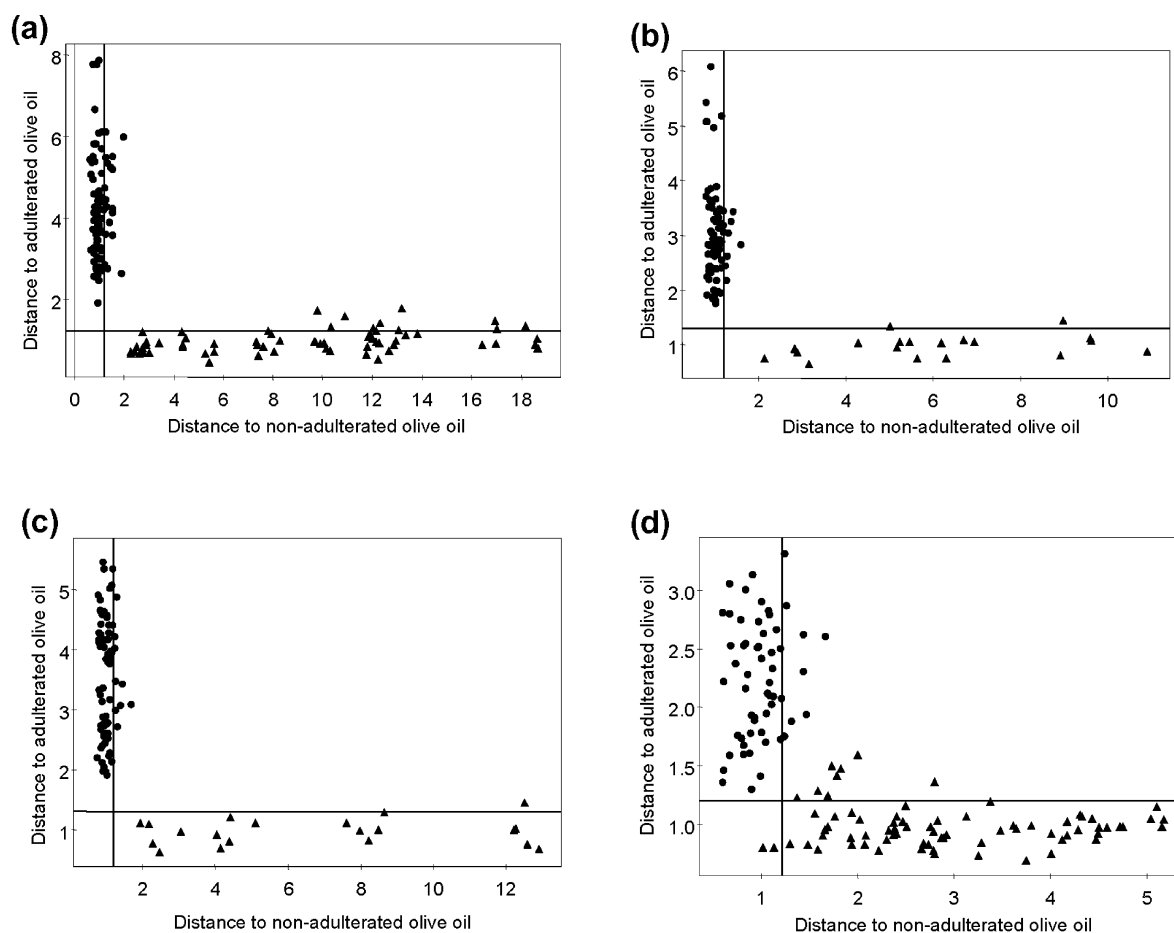 (a)
Distance to adulterated olive oil
8
6
4
2
0 2 4 6 8 10 12 14 16 18
Distance to non-adulterated olive oil
(b)
Distance to adulterated olive oil
6
5
4
3
2
1
2 4 6 8 10
Distance to non-adulterated olive oil
(c)
Distance to adulterated olive oil
5
4
3
2
1
2 4 6 8 10 12
Distance to non-adulterated olive oil
(d)
Distance to adulterated olive oil
3.0
2.5
2.0
1.5
1.0
1 2 3 4 5
Distance to non-adulterated olive oil